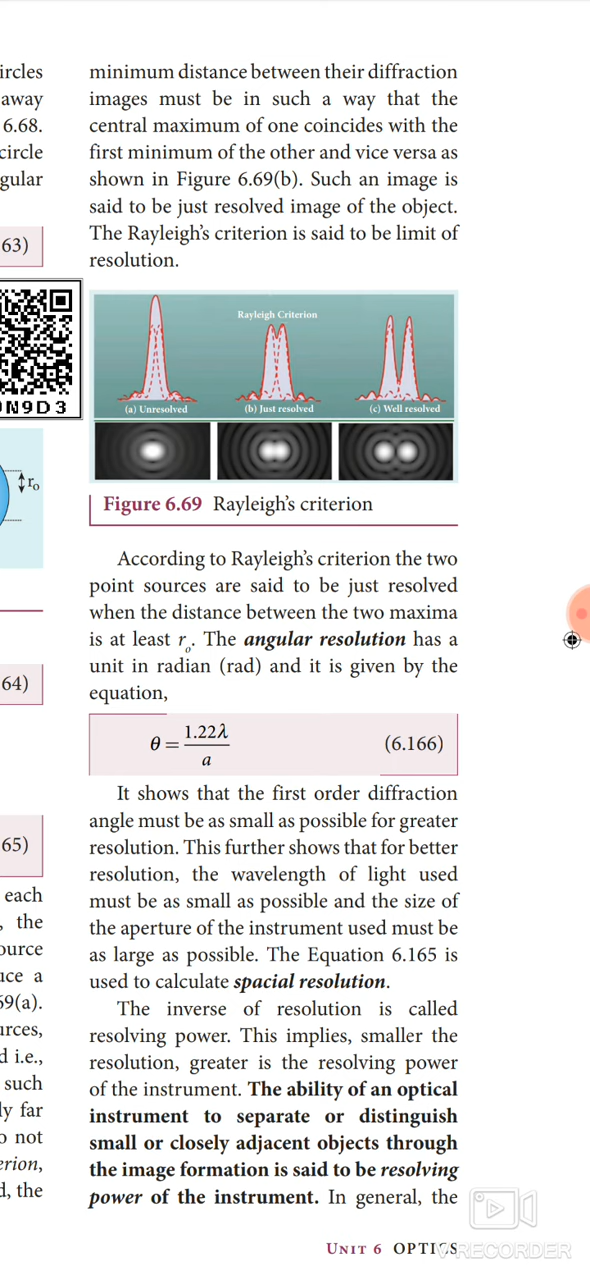 ircles
away
6.68.
circle
gular
63)
N9D3
r₀
64)
65)
each
, the
ource
uce a
69(a).
urces,
d i.e.,
such
ly far
o not
erion,
d, the
minimum distance between their diffraction
images must be in such a way that the
central maximum of one coincides with the
first minimum of the other and vice versa as
shown in Figure 6.69(b). Such an image is
said to be just resolved image of the object.
The Rayleigh's criterion is said to be limit of
resolution.
Rayleigh Criterion
(a) Unresolved
(b) Just resolved
(c) Well resolved
Figure 6.69 Rayleigh's criterion
According to Rayleigh's criterion the two
point sources are said to be just resolved
when the distance between the two maxima
is at least r₀. The angular resolution has a
unit in radian (rad) and it is given by the
equation,
θ = 1.22λ / a (6.166)
It shows that the first order diffraction
angle must be as small as possible for greater
resolution. This further shows that for better
resolution, the wavelength of light used
must be as small as possible and the size of
the aperture of the instrument used must be
as large as possible. The Equation 6.165 is
used to calculate spacial resolution.
The inverse of resolution is called
resolving power. This implies, smaller the
resolution, greater is the resolving power
of the instrument. The ability of an optical
instrument to separate or distinguish
small or closely adjacent objects through
the image formation is said to be resolving
power of the instrument. In general, the
UNIT 6 OPTICS
V RECORDER